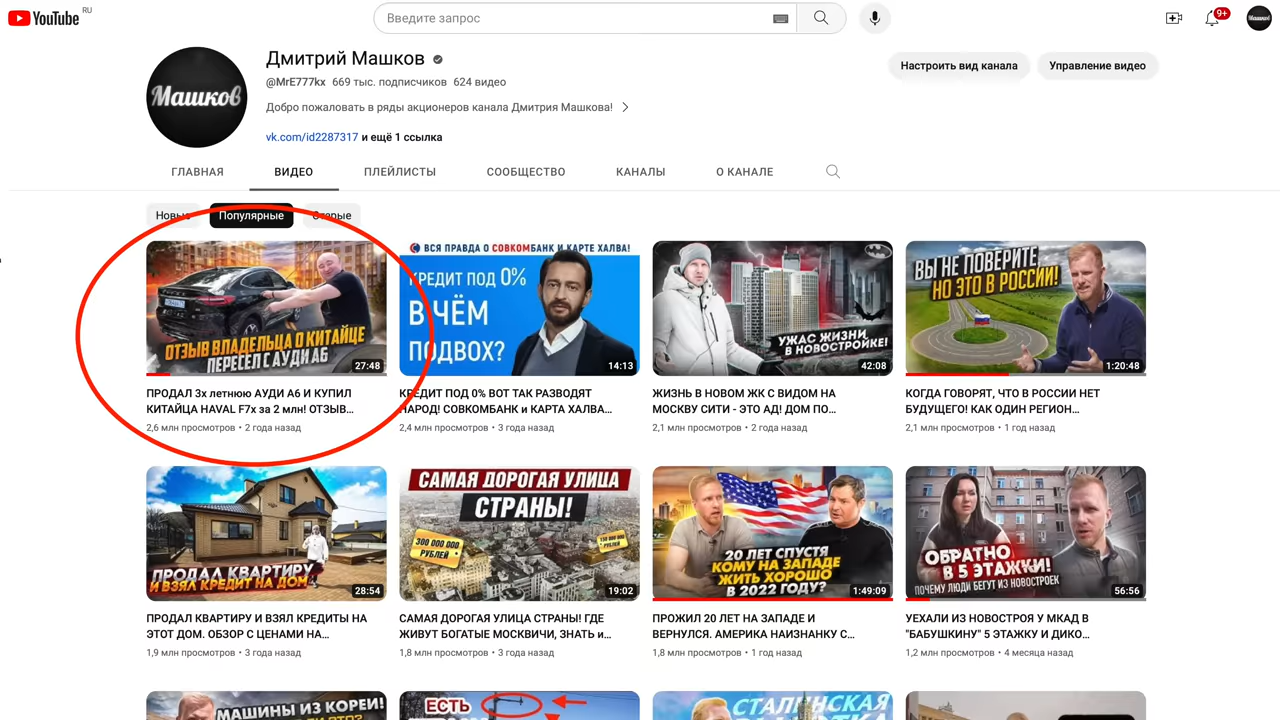 YouTube RU
Введите запрос
9+
Машков
Машков
Дмитрий Машков
@MrE777kx 669 тыс. подписчиков 624 видео
Добро пожаловать в ряды акционеров канала Дмитрия Машкова!
vk.com/id2287317 и ещё 1 ссылка
Настроить вид канала
Управление видео
ГЛАВНАЯ ВИДЕО ПЛЕЙЛИСТЫ СООБЩЕСТВО КАНАЛЫ О КАНАЛЕ
Новые Популярные Старые
ОТЗЫВ ВЛАДЕЛЬЦА О КИТАЙЦЕ
ПЕРЕСЕЛ С АУДИ А6
27:48
ПРОДАЛ 3х летнюю АУДИ А6 И КУПИЛ
КИТАЙЦА HAVAL F7x за 2 млн! ОТЗЫВ...
2,6 млн просмотров • 2 года назад
ВСЯ ПРАВДА О СОВКОМБАНК И КАРТЕ ХАЛВА!
КРЕДИТ ПОД 0%
В ЧЁМ
ПОДВОХ?
14:13
КРЕДИТ ПОД 0% ВОТ ТАК РАЗВОДЯТ
НАРОД! СОВКОМБАНК и КАРТА ХАЛВА...
2,4 млн просмотров • 3 года назад
УЖАС ЖИЗНИ
В НОВОСТРОЙКЕ!
42:08
ЖИЗНЬ В НОВОМ ЖК С ВИДОМ НА
МОСКВУ СИТИ - ЭТО АД! ДОМ ПО...
2,1 млн просмотров • 2 года назад
ВЫ НЕ ПОВЕРИТЕ,
НО ЭТО В РОССИИ!
1:20:48
КОГДА ГОВОРЯТ, ЧТО В РОССИИ НЕТ
БУДУЩЕГО! КАК ОДИН РЕГИОН...
2,1 млн просмотров • 1 год назад
ПРОДАЛ КВАРТИРУ
И ВЗЯЛ КРЕДИТ НА ДОМ
28:54
ПРОДАЛ КВАРТИРУ И ВЗЯЛ КРЕДИТЫ НА
ЭТОТ ДОМ. ОБЗОР С ЦЕНАМИ НА...
1,9 млн просмотров • 3 года назад
САМАЯ ДОРОГАЯ УЛИЦА
СТРАНЫ!
300 000 000
РУБЛЕЙ
150 000 000
РУБЛЕЙ
19:02
САМАЯ ДОРОГАЯ УЛИЦА СТРАНЫ! ГДЕ
ЖИВУТ БОГАТЫЕ МОСКВИЧИ, ЗНАТЬ и...
1,8 млн просмотров • 3 года назад
20 ЛЕТ СПУСТЯ
КОМУ НА ЗАПАДЕ
ЖИТЬ ХОРОШО
В 2022 ГОДУ?
1:49:09
ПРОЖИЛ 20 ЛЕТ НА ЗАПАДЕ И
ВЕРНУЛСЯ. АМЕРИКА НАИЗНАНКУ С...
1,8 млн просмотров • 1 год назад
ОБРАТНО
В 5 ЭТАЖКИ!
ПОЧЕМУ ЛЮДИ БЕГУТ ИЗ НОВОСТРОЕК
56:56
УЕХАЛИ ИЗ НОВОСТРОЯ У МКАД В
"БАБУШКИНУ" 5 ЭТАЖКУ И ДИКО...
1,2 млн просмотров • 4 месяца назад
МАШИНЫ ИЗ КОРЕИ!
ЕСТЬ
СТАЛИНСКАЯ